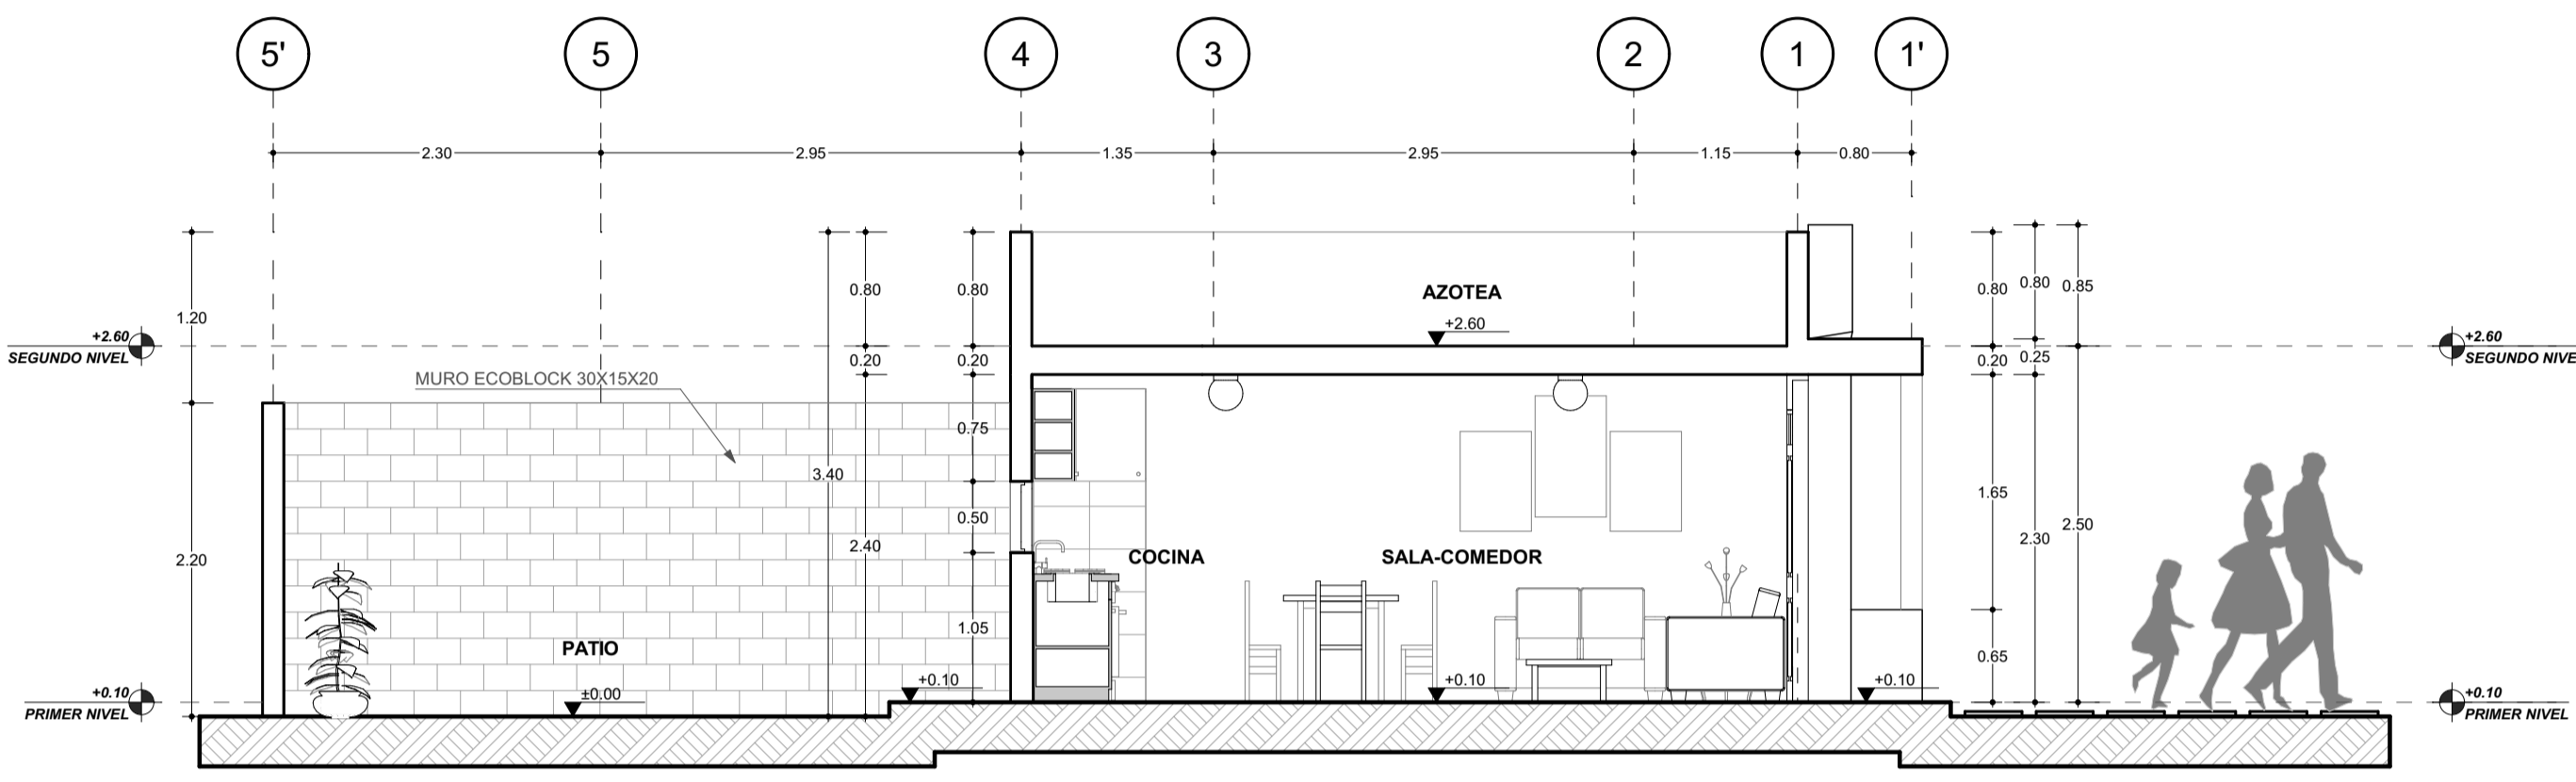 5' 5 4 3 2 1 1'
2.30 2.95 1.35 2.95 1.15 0.80
1.20
2.20
3.40
0.80
0.20
2.40
0.80
0.20
0.75
0.50
1.05
AZOTEA
+2.60
+2.60
SEGUNDO NIVEL
+2.60
SEGUNDO NIVE
MURO ECOBLOCK 30X15X20
0.80
0.20
1.65
0.65
0.80
0.25
2.30
0.85
2.50
COCINA
SALA-COMEDOR
PATIO
±0.00
+0.10
+0.10
+0.10
+0.10
PRIMER NIVEL
+0.10
PRIMER NIVEL